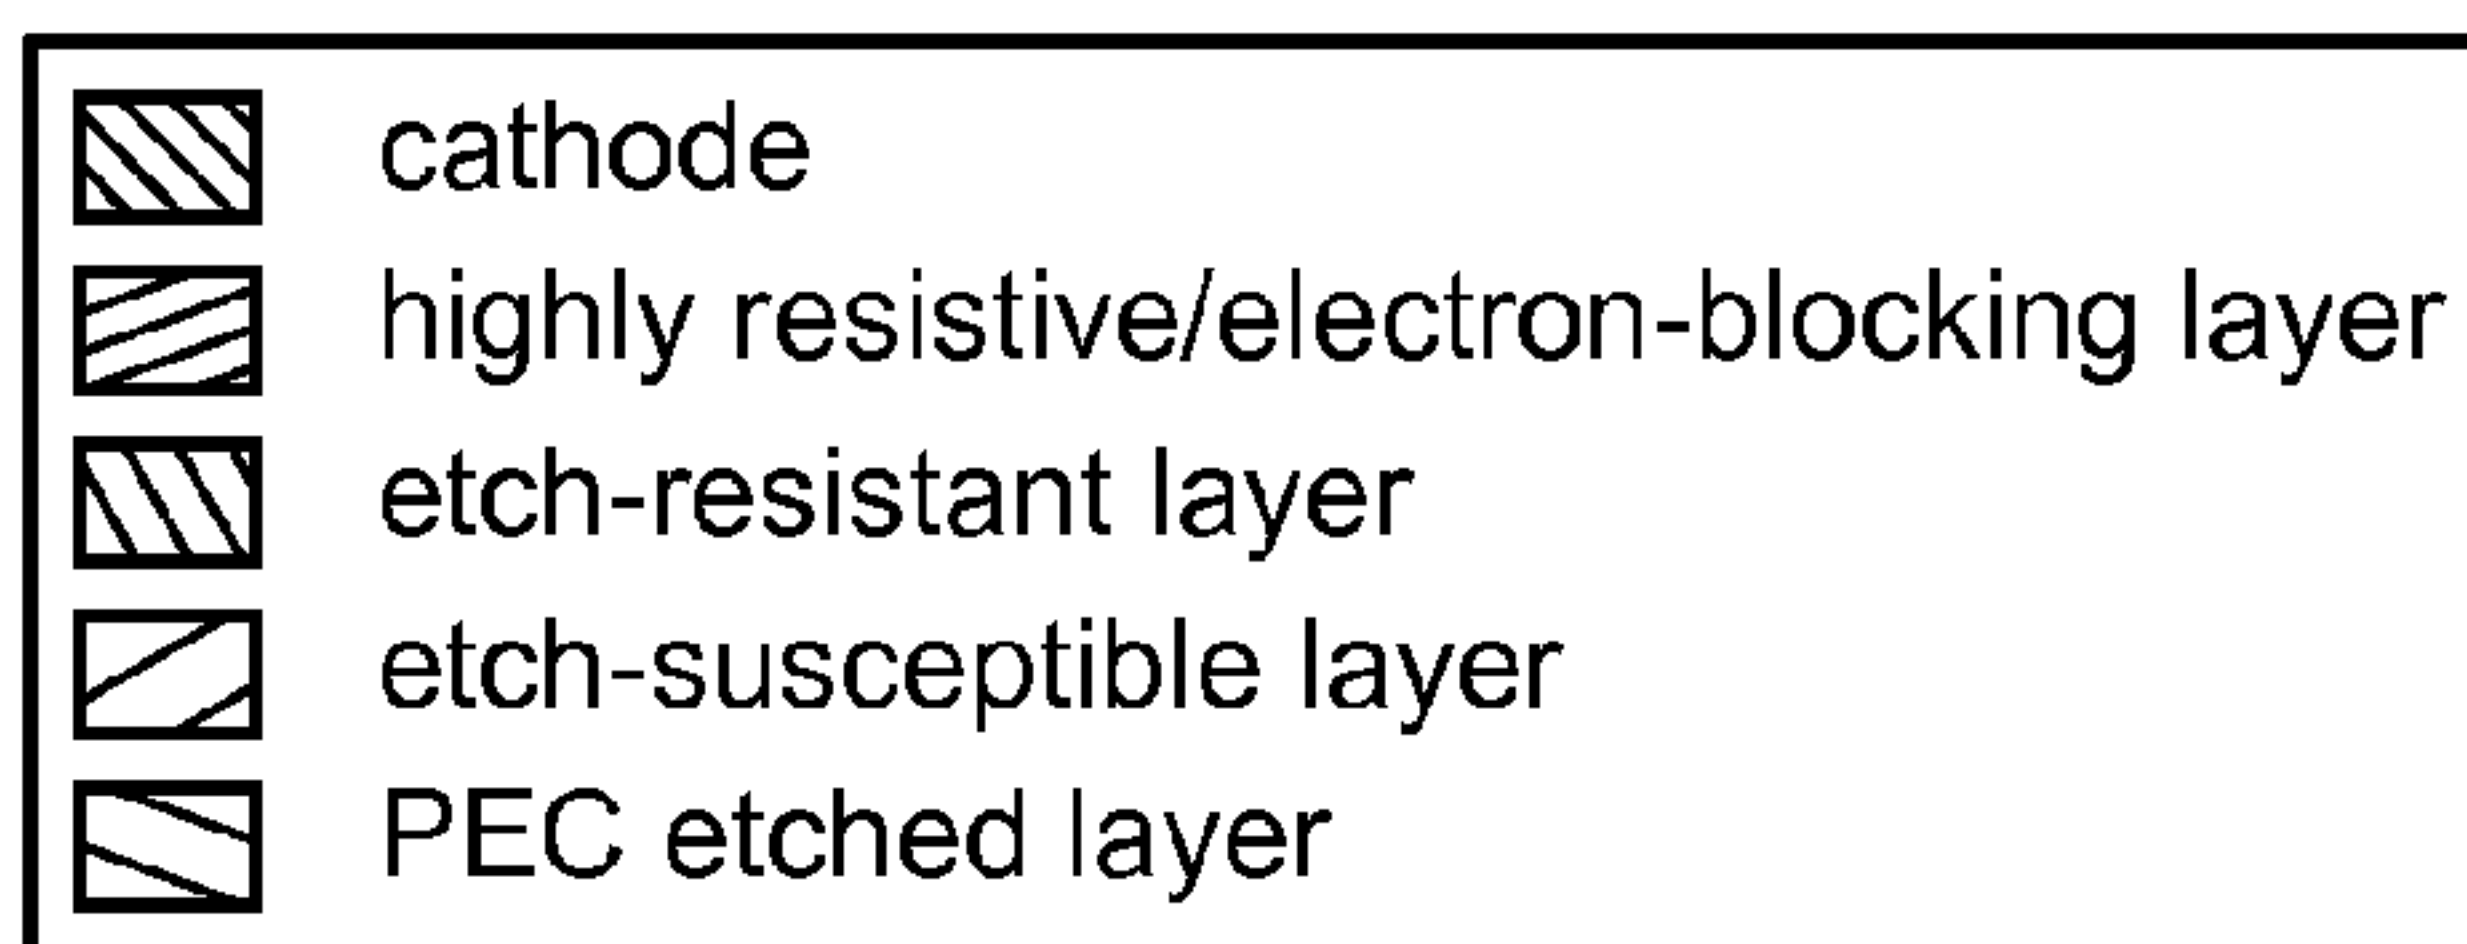 cathode
highly resistive/electron-blocking layer
etch-resistant layer
etch-susceptible layer
PEC etched layer